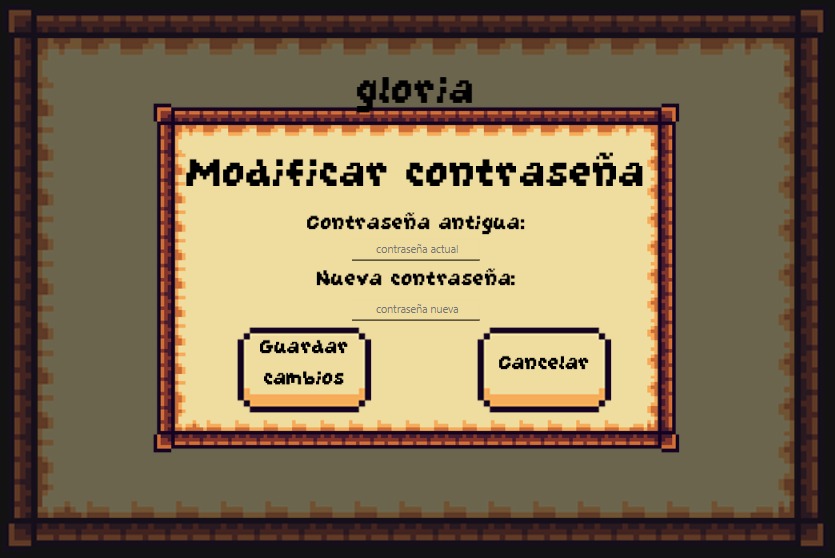 gloria
Modificar contraseña
Contraseña antigua:
contraseña actual
Nueva contraseña:
contraseña nueva
Guardar
cambios
Cancelar